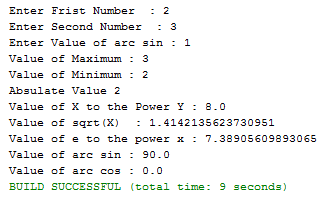 Enter Frist Number  : 2
Enter Second Number  : 3
Enter Value of arc sin : 1
Value of Maximum : 3
Value of Minimum : 2
Absulate Value 2
Value of X to the Power Y : 8.0
Value of sqrt(X)  : 1.4142135623730951
Value of e to the power x : 7.38905609893065
Value of arc sin : 90.0
Value of arc cos : 0.0
BUILD SUCCESSFUL (total time: 9 seconds)